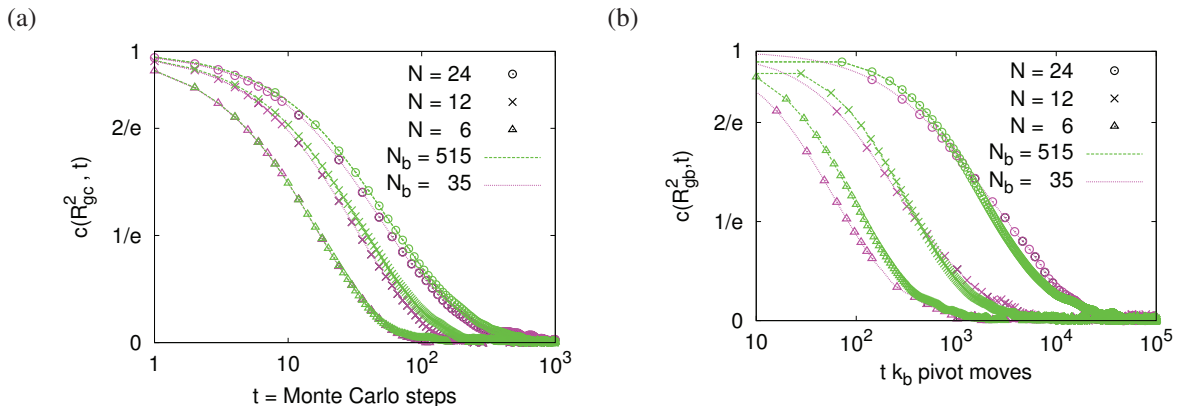 (a)
1
2/e
1/e
0
c(R²gc, t)
N = 24
N = 12
N = 6
Nb = 515
Nb = 35
1
10
10²
10³
t = Monte Carlo steps
(b)
1
2/e
1/e
0
c(R²gb,t)
N = 24
N = 12
N = 6
Nb = 515
Nb = 35
10
10²
10³
10⁴
10⁵
t kb pivot moves